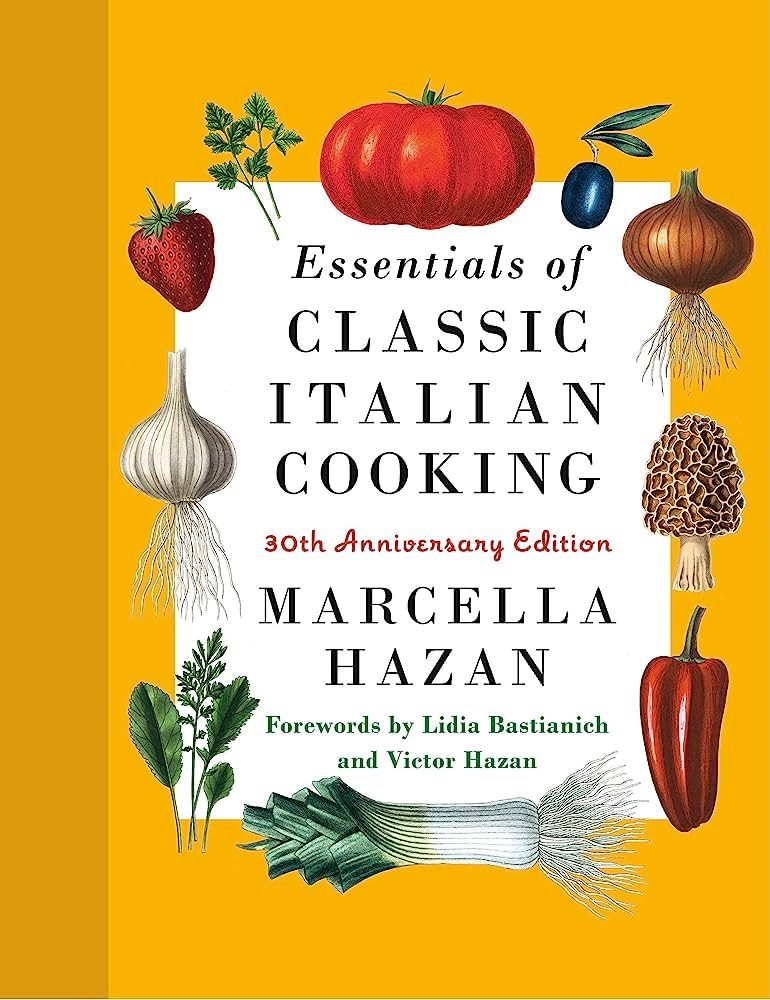 Essentials of
CLASSIC
ITALIAN
COOKING
30th Anniversary Edition
MARCELLA
HAZAN
Forewords by Lidia Bastianich
and Victor Hazan